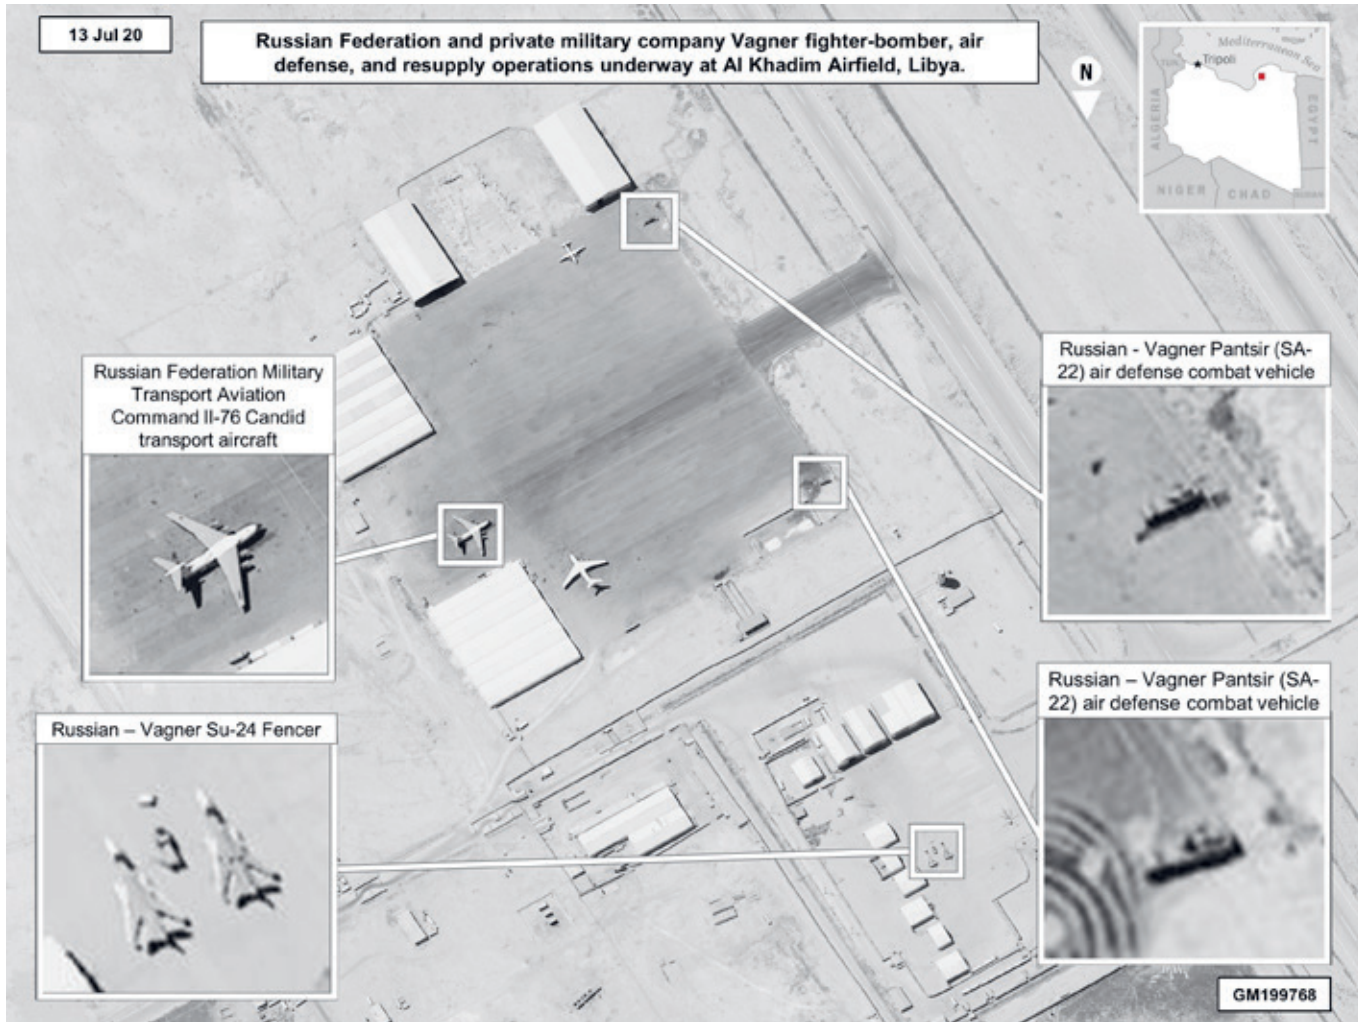 13 Jul 20
Russian Federation and private military company Vagner fighter-bomber, air
defense, and resupply operations underway at Al Khadim Airfield, Libya.
N
Mediterranean Sea
TUN.
Tripoli
ALGERIA
EGYPT
NIGER
CHAD
Russian - Vagner Pantsir (SA-
22) air defense combat vehicle
Russian Federation Military
Transport Aviation
Command Il-76 Candid
transport aircraft
Russian – Vagner Pantsir (SA-
22) air defense combat vehicle
Russian – Vagner Su-24 Fencer
GM199768